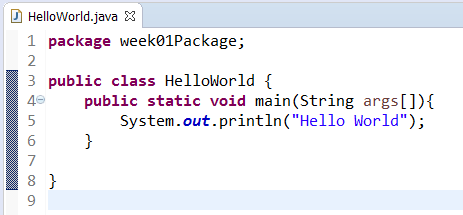 HelloWorld.java
1 package week01Package;
2
3 public class HelloWorld {
4 public static void main(String args[]){
5 System.out.println("Hello World");
6 }
7
8 }
9